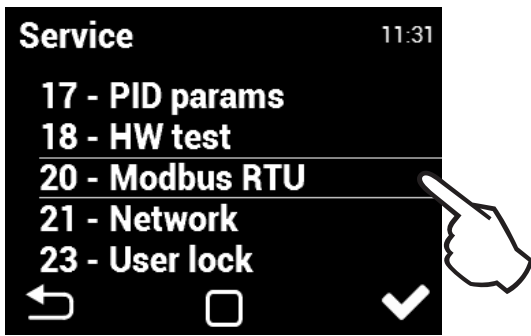 Service 11:31
17 - PID params
18 - HW test
20 - Modbus RTU
21 - Network
23 - User lock